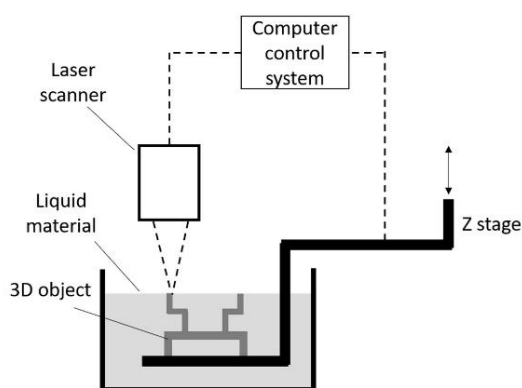 Computer
control
system
Laser
scanner
Liquid
material
Z stage
3D object